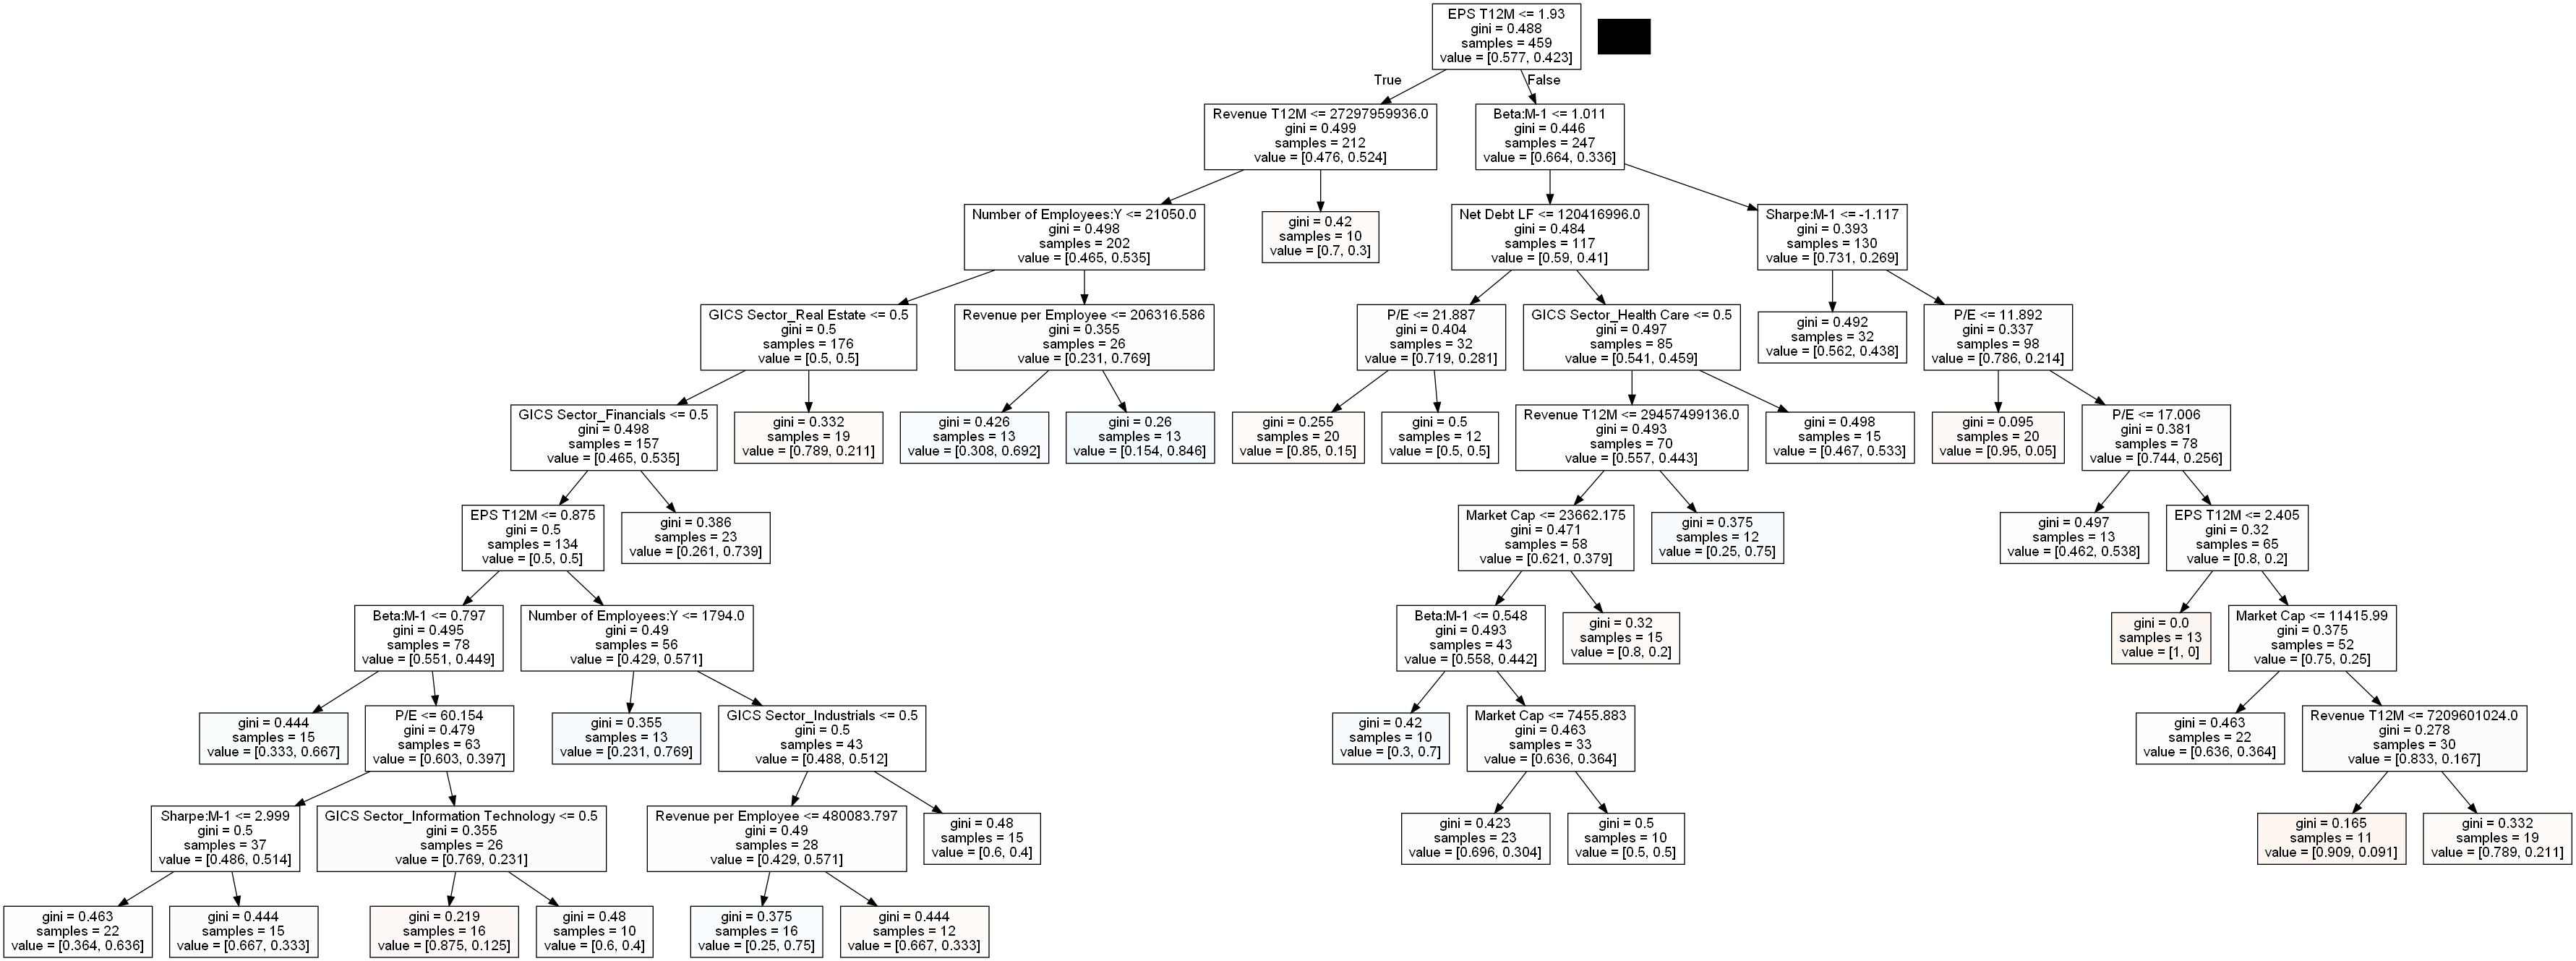 EPS T12M <= 1.93
gini = 0.488
samples = 459
value = [0.577, 0.423]
True
False
Revenue T12M <= 27297959936.0
gini = 0.499
samples = 212
value = [0.476, 0.524]
Beta:M-1 <= 1.011
gini = 0.446
samples = 247
value = [0.664, 0.336]
Number of Employees:Y <= 21050.0
gini = 0.498
samples = 202
value = [0.465, 0.535]
gini = 0.42
samples = 10
value = [0.7, 0.3]
Net Debt LF <= 120416996.0
gini = 0.484
samples = 117
value = [0.59, 0.41]
Sharpe:M-1 <= -1.117
gini = 0.393
samples = 130
value = [0.731, 0.269]
GICS Sector_Real Estate <= 0.5
gini = 0.5
samples = 176
value = [0.5, 0.5]
Revenue per Employee <= 206316.586
gini = 0.355
samples = 26
value = [0.231, 0.769]
P/E <= 21.887
gini = 0.404
samples = 32
value = [0.719, 0.281]
GICS Sector_Health Care <= 0.5
gini = 0.497
samples = 85
value = [0.541, 0.459]
gini = 0.492
samples = 32
value = [0.562, 0.438]
P/E <= 11.892
gini = 0.337
samples = 98
value = [0.786, 0.214]
GICS Sector_Financials <= 0.5
gini = 0.498
samples = 157
value = [0.465, 0.535]
gini = 0.332
samples = 19
value = [0.789, 0.211]
gini = 0.426
samples = 13
value = [0.308, 0.692]
gini = 0.26
samples = 13
value = [0.154, 0.846]
gini = 0.255
samples = 20
value = [0.85, 0.15]
gini = 0.5
samples = 12
value = [0.5, 0.5]
Revenue T12M <= 29457499136.0
gini = 0.493
samples = 70
value = [0.557, 0.443]
gini = 0.498
samples = 15
value = [0.467, 0.533]
gini = 0.095
samples = 20
value = [0.95, 0.05]
P/E <= 17.006
gini = 0.381
samples = 78
value = [0.744, 0.256]
EPS T12M <= 0.875
gini = 0.5
samples = 134
value = [0.5, 0.5]
gini = 0.386
samples = 23
value = [0.261, 0.739]
Market Cap <= 23662.175
gini = 0.471
samples = 58
value = [0.621, 0.379]
gini = 0.375
samples = 12
value = [0.25, 0.75]
gini = 0.497
samples = 13
value = [0.462, 0.538]
EPS T12M <= 2.405
gini = 0.32
samples = 65
value = [0.8, 0.2]
Beta:M-1 <= 0.797
gini = 0.495
samples = 78
value = [0.551, 0.449]
Number of Employees:Y <= 1794.0
gini = 0.49
samples = 56
value = [0.429, 0.571]
Beta:M-1 <= 0.548
gini = 0.493
samples = 43
value = [0.558, 0.442]
gini = 0.32
samples = 15
value = [0.8, 0.2]
gini = 0.0
samples = 13
value = [1, 0]
Market Cap <= 11415.99
gini = 0.375
samples = 52
value = [0.75, 0.25]
gini = 0.444
samples = 15
value = [0.333, 0.667]
P/E <= 60.154
gini = 0.479
samples = 63
value = [0.603, 0.397]
gini = 0.355
samples = 13
value = [0.231, 0.769]
GICS Sector_Industrials <= 0.5
gini = 0.5
samples = 43
value = [0.488, 0.512]
gini = 0.42
samples = 10
value = [0.3, 0.7]
Market Cap <= 7455.883
gini = 0.463
samples = 33
value = [0.636, 0.364]
gini = 0.463
samples = 22
value = [0.636, 0.364]
Revenue T12M <= 7209601024.0
gini = 0.278
samples = 30
value = [0.833, 0.167]
Sharpe:M-1 <= 2.999
gini = 0.5
samples = 37
value = [0.486, 0.514]
GICS Sector_Information Technology <= 0.5
gini = 0.355
samples = 26
value = [0.769, 0.231]
Revenue per Employee <= 480083.797
gini = 0.49
samples = 28
value = [0.429, 0.571]
gini = 0.48
samples = 15
value = [0.6, 0.4]
gini = 0.423
samples = 23
value = [0.696, 0.304]
gini = 0.5
samples = 10
value = [0.5, 0.5]
gini = 0.165
samples = 11
value = [0.909, 0.091]
gini = 0.332
samples = 19
value = [0.789, 0.211]
gini = 0.463
samples = 22
value = [0.364, 0.636]
gini = 0.444
samples = 15
value = [0.667, 0.333]
gini = 0.219
samples = 16
value = [0.875, 0.125]
gini = 0.48
samples = 10
value = [0.6, 0.4]
gini = 0.375
samples = 16
value = [0.25, 0.75]
gini = 0.444
samples = 12
value = [0.667, 0.333]